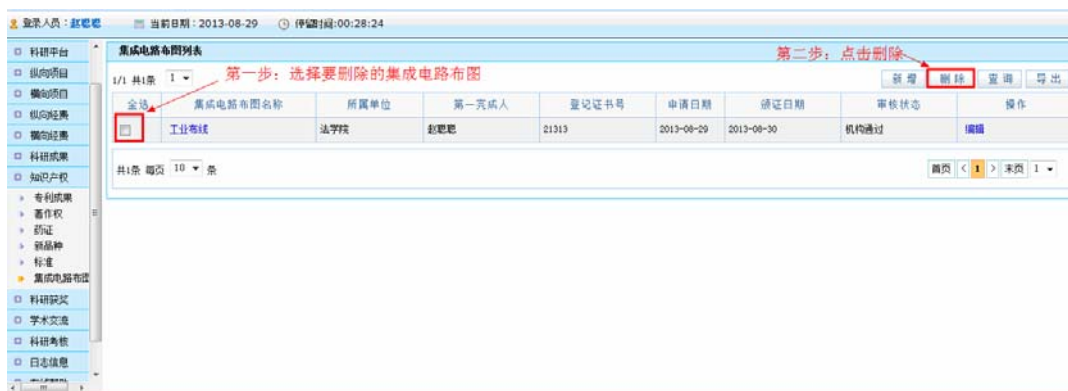 登录人员：赵聪聪 当前日期：2013-08-29 停留时间:00:28:24
科研平台
纵向项目
横向项目
纵向经费
横向经费
科研成果
知识产权
专利成果
著作权
药证
新品种
标准
集成电路布图
科研获奖
学术交流
科研考核
日志信息
集成电路布图列表
第二步：点击删除
1/1 共1条 1
第一步：选择要删除的集成电路布图
新增 删除 查询 导出
全选 集成电路布图名称 所属单位 第一完成人 登记证书号 申请日期 颁证日期 审核状态 操作
工业布线 法学院 赵聪聪 21313 2013-08-29 2013-08-30 机构通过 编辑
共1条 每页 10 条
首页 < 1 > 末页 1